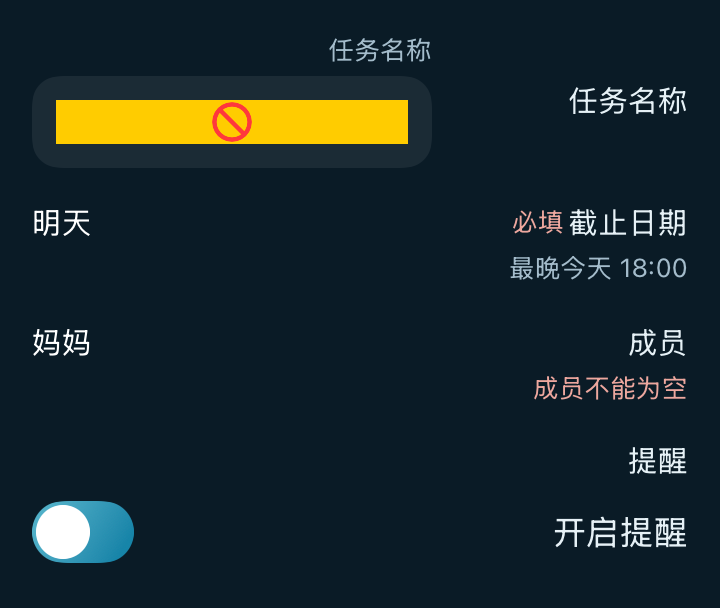 任务名称
任务名称
明天
必填 截止日期
最晚今天 18:00
妈妈
成员
成员不能为空
提醒
开启提醒